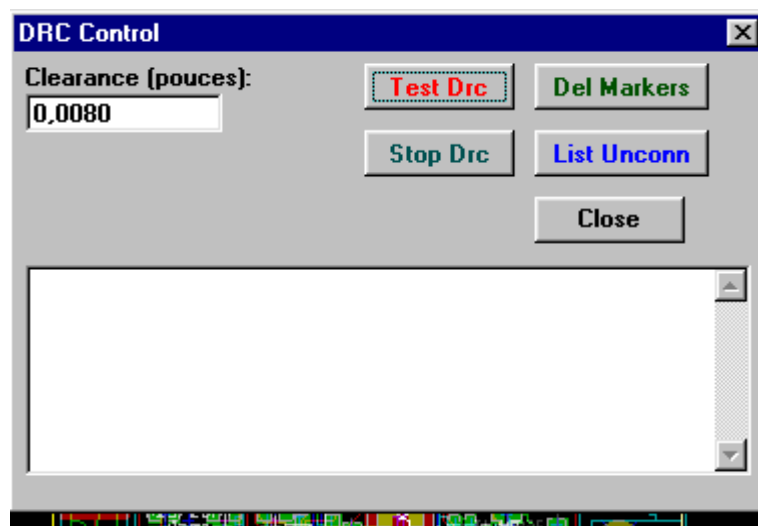 DRC Control
Clearance (pouces):
0,0080
Test Drc
Del Markers
Stop Drc
List Unconn
Close